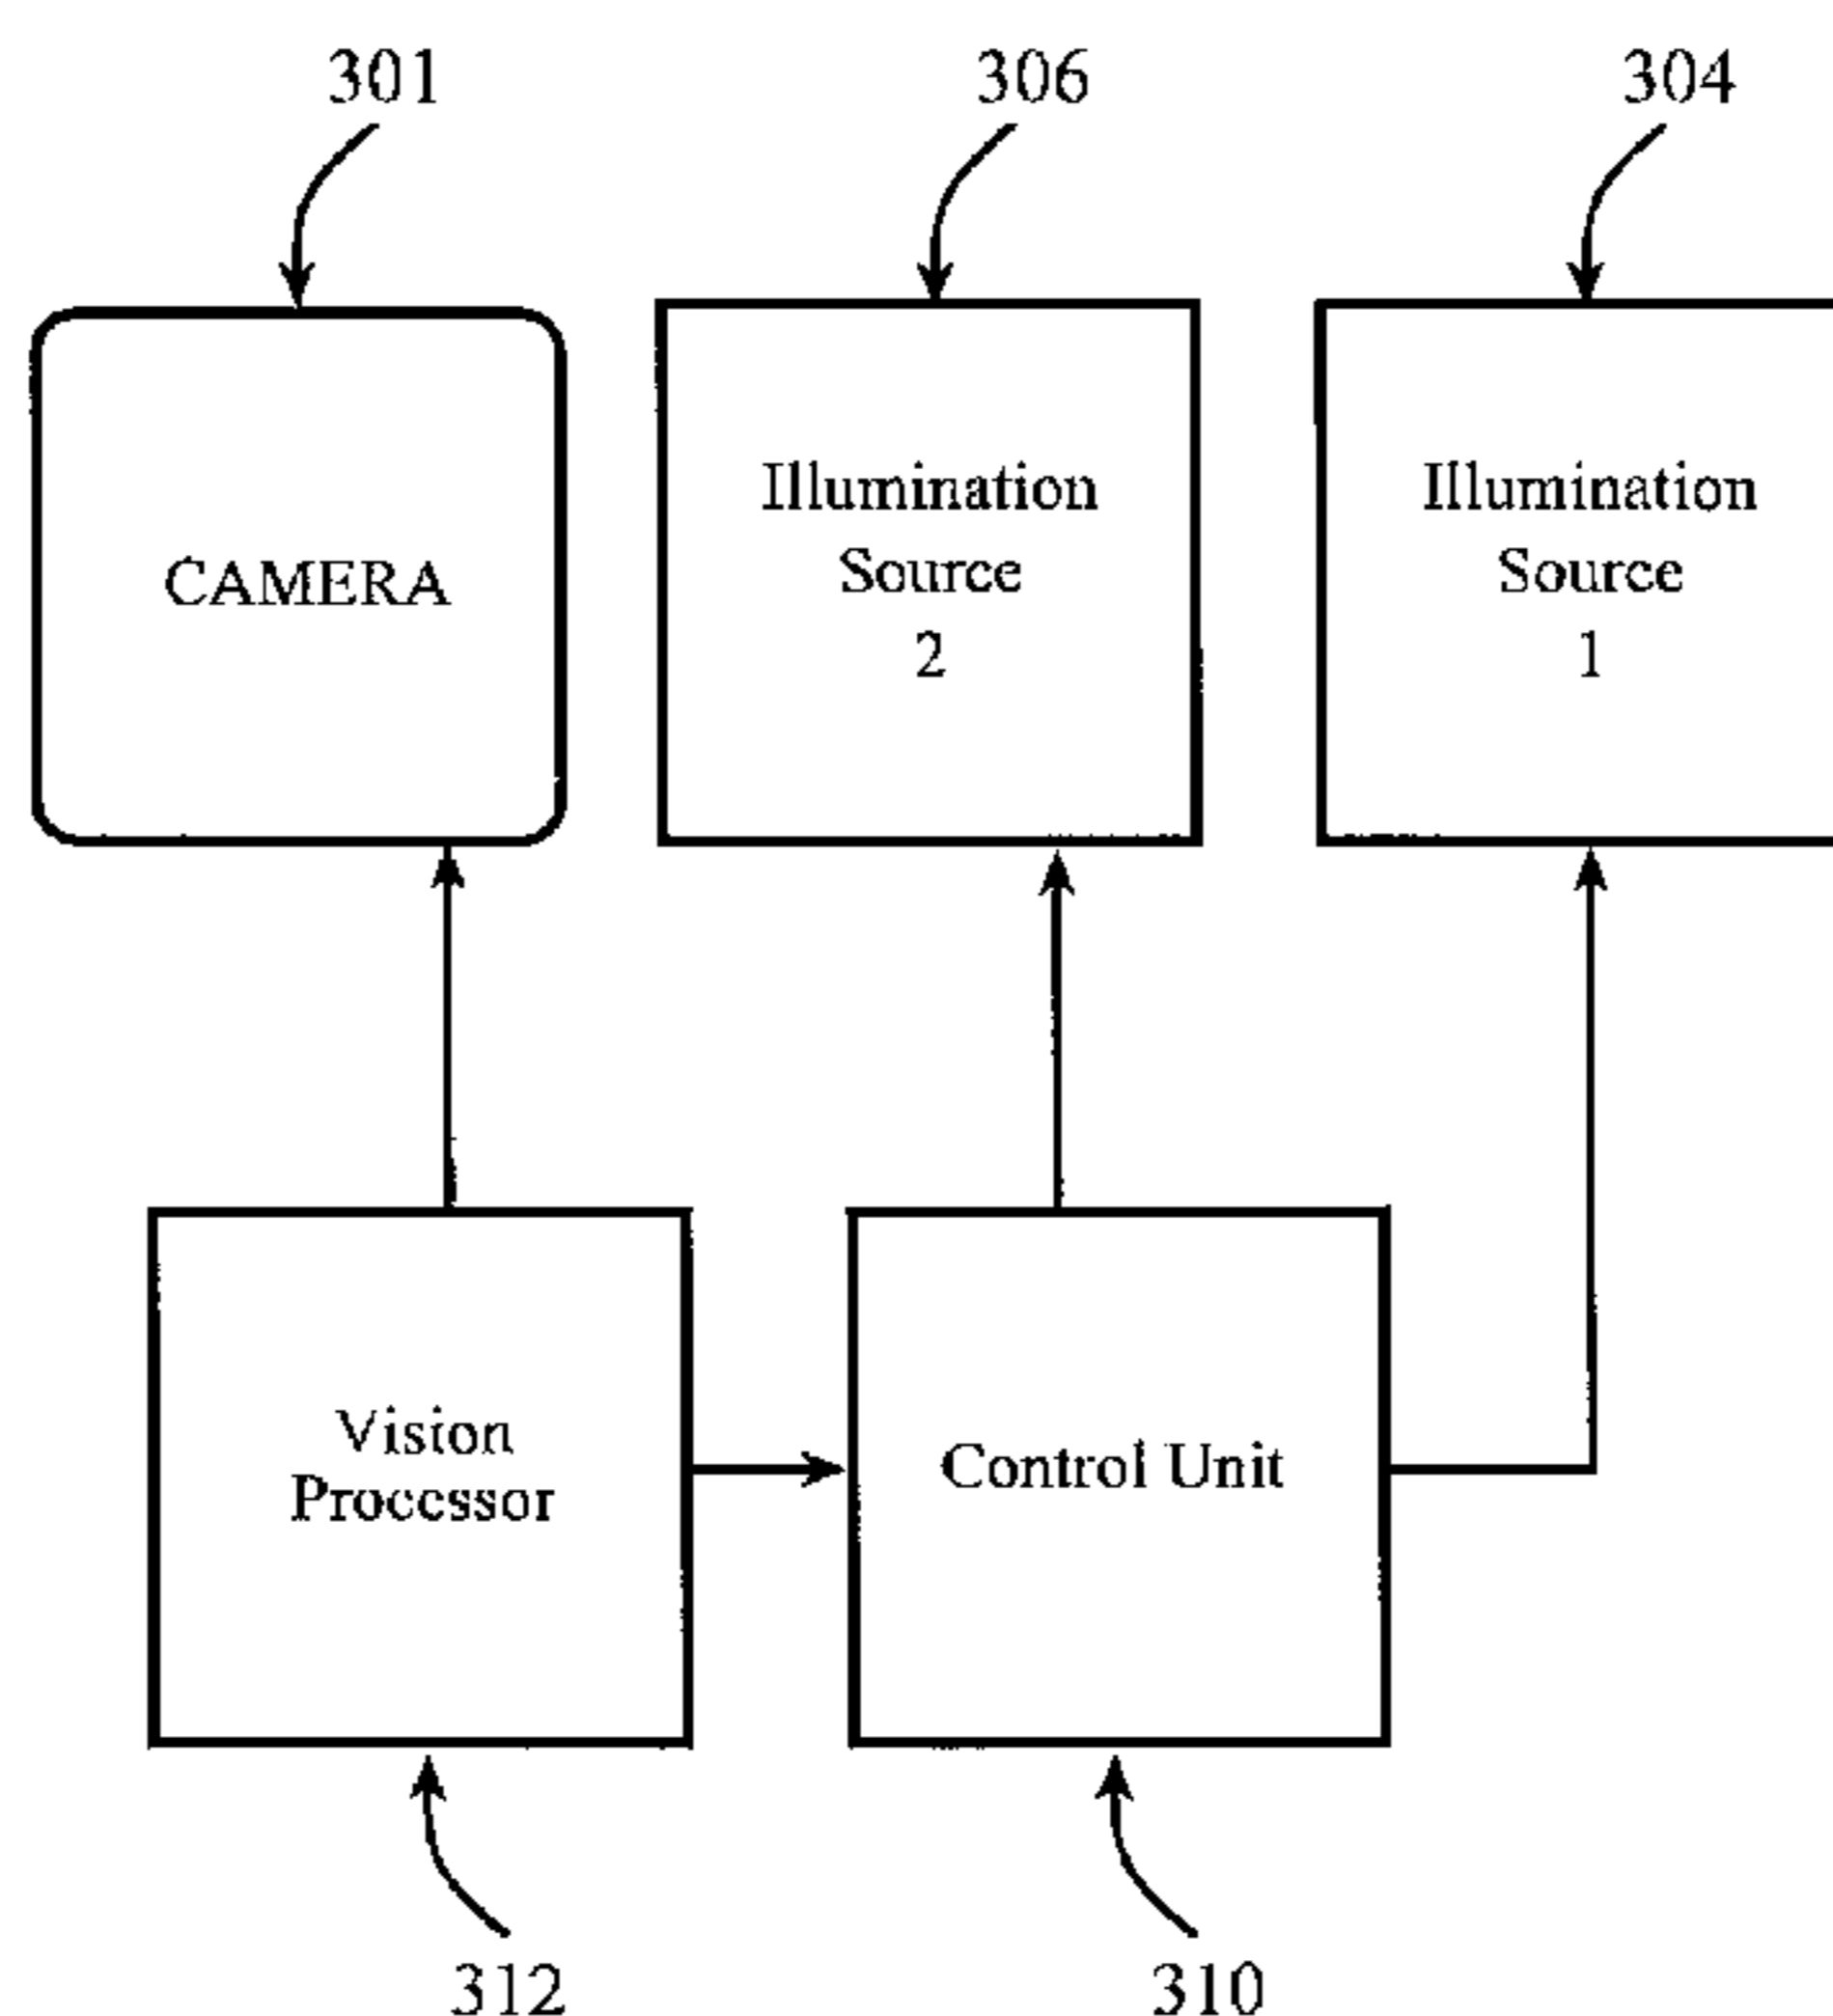 301
306
304
CAMERA
Illumination
Source
2
Illumination
Source
1
Vision
Processor
Control Unit
312
310